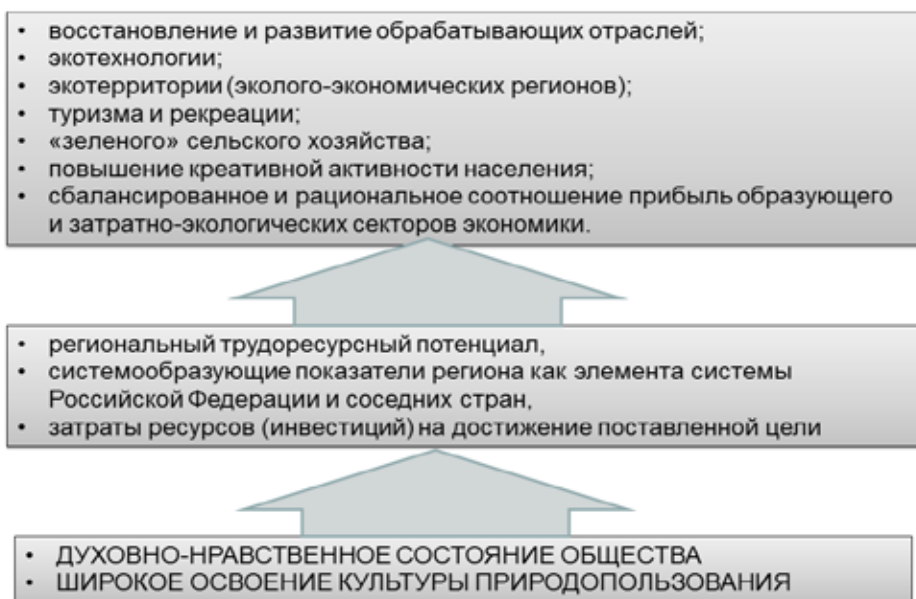 • восстановление и развитие обрабатывающих отраслей;
• экотехнологии;
• экотерритории (эколого-экономических регионов);
• туризма и рекреации;
• «зеленого» сельского хозяйства;
• повышение креативной активности населения;
• сбалансированное и рациональное соотношение прибыль образующего
и затратно-экологических секторов экономики.
• региональный трудоресурсный потенциал,
• системообразующие показатели региона как элемента системы
Российской Федерации и соседних стран,
• затраты ресурсов (инвестиций) на достижение поставленной цели
• ДУХОВНО-НРАВСТВЕННОЕ СОСТОЯНИЕ ОБЩЕСТВА
• ШИРОКОЕ ОСВОЕНИЕ КУЛЬТУРЫ ПРИРОДОПОЛЬЗОВАНИЯ